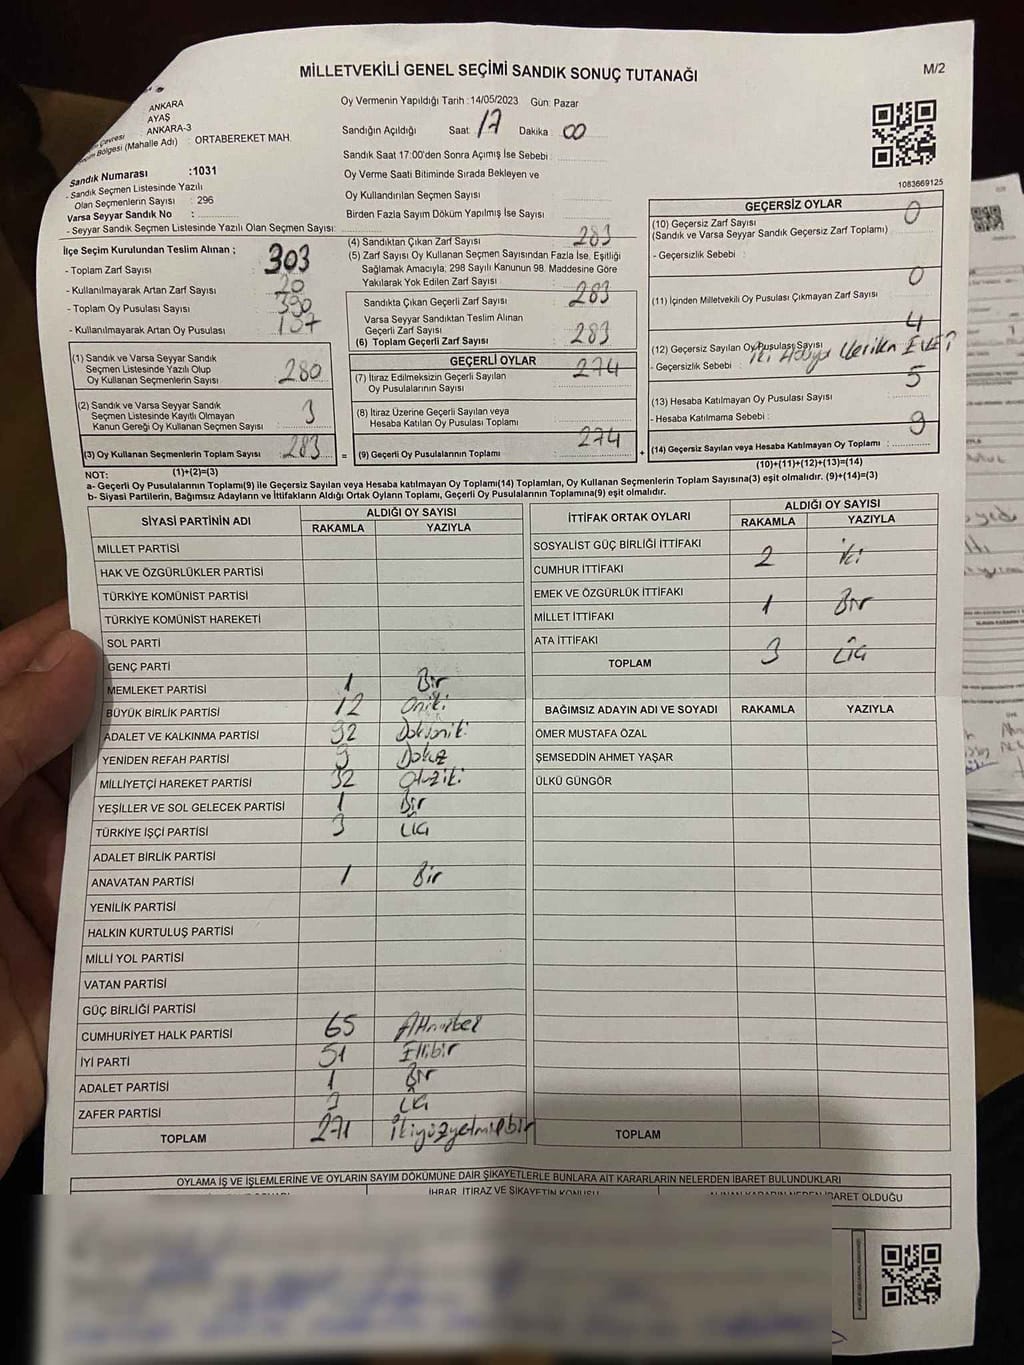 MİLLETVEKİLİ GENEL SEÇİMİ SANDIK SONUÇ TUTANAĞI
M/2
ANKARA
AYAŞ
ANKARA-3
Bölgesi (Mahalle Adı) : ORTABEREKET MAH.
Sandık Numarası :1031
- Sandık Seçmen Listesinde Yazılı
Olan Seçmenlerin Sayısı : 296
Varsa Seyyar Sandık No :
- Seyyar Sandık Seçmen Listesinde Yazılı Olan Seçmen Sayısı:
Oy Vermenin Yapıldığı Tarih : 14/05/2023 Gün: Pazar
Sandığın Açıldığı Saat 17 Dakika 00
Sandık Saat 17:00'den Sonra Açımış İse Sebebi :
Oy Verme Saati Bitiminde Sırada Bekleyen ve
Oy Kullandırılan Seçmen Sayısı
Birden Fazla Sayım Döküm Yapılmış İse Sayısı
1083669125
İlçe Seçim Kurulundan Teslim Alınan ;
- Toplam Zarf Sayısı 303
- Kullanılmayarak Artan Zarf Sayısı 20
- Toplam Oy Pusulası Sayısı 390
- Kullanılmayarak Artan Oy Pusulası 107
(1) Sandık ve Varsa Seyyar Sandık
Seçmen Listesinde Yazılı Olup
Oy Kullanan Seçmenlerin Sayısı 280
(2) Sandık ve Varsa Seyyar Sandık
Seçmen Listesinde Kayıtlı Olmayan
Kanun Gereği Oy Kullanan Seçmen Sayısı 3
(3) Oy Kullanan Seçmenlerin Toplam Sayısı 283 =
(4) Sandıktan Çıkan Zarf Sayısı 283
(5) Zarf Sayısı Oy Kullanan Seçmen Sayısından Fazla İse, Eşitliği
Sağlamak Amacıyla; 298 Sayılı Kanunun 98. Maddesine Göre
Yakılarak Yok Edilen Zarf Sayısı
Sandıkta Çıkan Geçerli Zarf Sayısı 283
Varsa Seyyar Sandıktan Teslim Alınan
Geçerli Zarf Sayısı
(6) Toplam Geçerli Zarf Sayısı 283
GEÇERLİ OYLAR
(7) İtiraz Edilmeksizin Geçerli Sayılan
Oy Pusulalarının Sayısı 274
(8) İtiraz Üzerine Geçerli Sayılan veya
Hesaba Katılan Oy Pusulası Toplamı
(9) Geçerli Oy Pusulalarının Toplamı 274 +
GEÇERSİZ OYLAR
(10) Geçersiz Zarf Sayısı 0
(Sandık ve Varsa Seyyar Sandık Geçersiz Zarf Toplamı)
- Geçersizlik Sebebi :
(11) İçinden Milletvekili Oy Pusulası Çıkmayan Zarf Sayısı 0
(12) Geçersiz Sayılan Oy Pusulası Sayısı 4
- Geçersizlik Sebebi : Verilen
(13) Hesaba Katılmayan Oy Pusulası Sayısı 5
- Hesaba Katılmama Sebebi :
(14) Geçersiz Sayılan veya Hesaba Katılmayan Oy Toplamı : 9
(10)+(11)+(12)+(13)=(14)
NOT: (1)+(2)=(3)
a- Geçerli Oy Pusulalarının Toplamı(9) ile Geçersiz Sayılan veya Hesaba katılmayan Oy Toplamı(14) Toplamları, Oy Kullanan Seçmenlerin Toplam Sayısına(3) eşit olmalıdır. (9)+(14)=(3)
b- Siyasi Partilerin, Bağımsız Adayların ve İttifakların Aldığı Ortak Oyların Toplamı, Geçerli Oy Pusulalarının Toplamına(9) eşit olmalıdır.
SİYASİ PARTİNİN ADI ALDIĞI OY SAYISI
RAKAMLA YAZIYLA
MİLLET PARTİSİ
HAK VE ÖZGÜRLÜKLER PARTİSİ
TÜRKİYE KOMÜNİST PARTİSİ
TÜRKİYE KOMÜNİST HAREKETİ
SOL PARTİ
GENÇ PARTİ
MEMLEKET PARTİSİ 1 Bir
BÜYÜK BİRLİK PARTİSİ 12 Oniki
ADALET VE KALKINMA PARTİSİ 92 Doksaniki
YENİDEN REFAH PARTİSİ 9 Dokuz
MİLLİYETÇİ HAREKET PARTİSİ 32 Otuziki
YEŞİLLER VE SOL GELECEK PARTİSİ 1 Bir
TÜRKİYE İŞÇİ PARTİSİ 3 Üç
ADALET BİRLİK PARTİSİ
ANAVATAN PARTİSİ 1 Bir
YENİLİK PARTİSİ
HALKIN KURTULUŞ PARTİSİ
MİLLİ YOL PARTİSİ
VATAN PARTİSİ
GÜÇ BİRLİĞİ PARTİSİ
CUMHURİYET HALK PARTİSİ 65 Altmışbeş
İYİ PARTİ 51 Ellibir
ADALET PARTİSİ 1 Bir
ZAFER PARTİSİ 3 Üç
TOPLAM 271 ikiyüzyetmişbir
İTTİFAK ORTAK OYLARI ALDIĞI OY SAYISI
RAKAMLA YAZIYLA
SOSYALİST GÜÇ BİRLİĞİ İTTİFAKI
CUMHUR İTTİFAKI 2 iki
EMEK VE ÖZGÜRLÜK İTTİFAKI
MİLLET İTTİFAKI 1 Bir
ATA İTTİFAKI
TOPLAM 3 Üç
BAĞIMSIZ ADAYIN ADI VE SOYADI RAKAMLA YAZIYLA
ÖMER MUSTAFA ÖZAL
ŞEMSEDDİN AHMET YAŞAR
ÜLKÜ GÜNGÖR
TOPLAM
OYLAMA İŞ VE İŞLEMLERİNE VE OYLARIN SAYIM DÖKÜMÜNE DAİR ŞİKAYETLERLE BUNLARA AİT KARARLARIN NELERDEN İBARET BULUNDUKLARI
İHBAR, İTİRAZ VE ŞİKAYETİN KONUSU
ALINAN KARARIN NEDEN İBARET OLDUĞU